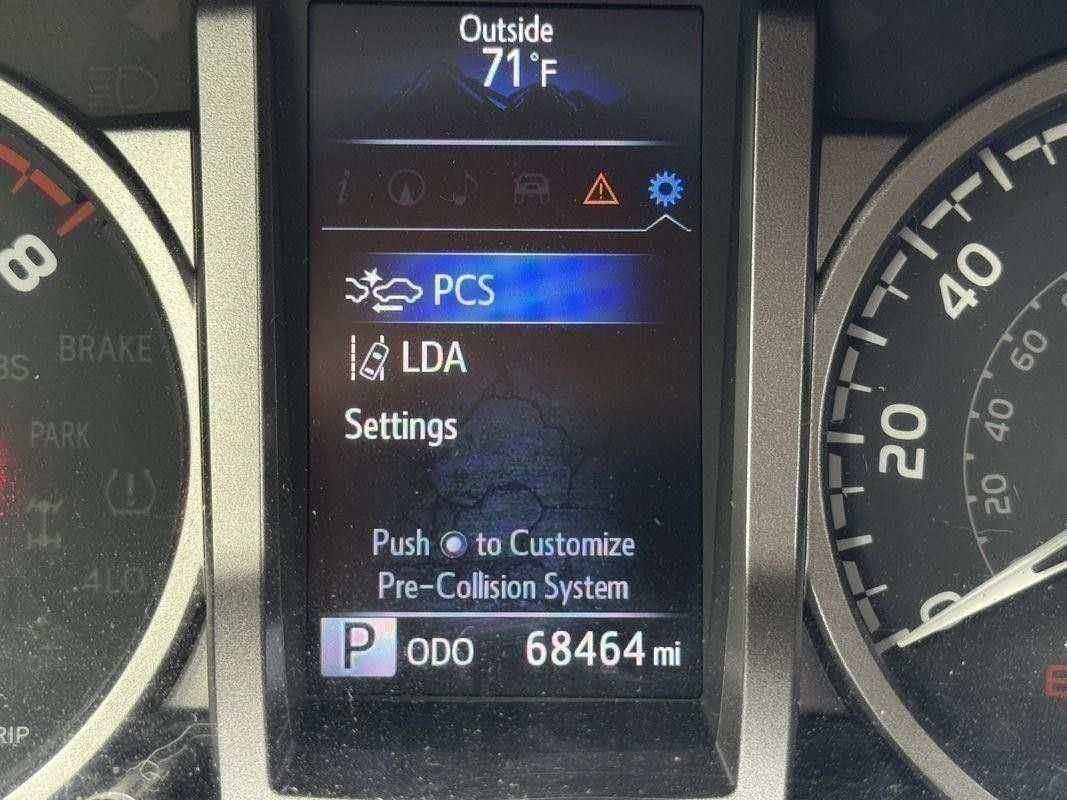 Outside
71°F
PCS
LDA
Settings
Push to Customize
Pre-Collision System
P ODO 68464 mi
8
BRAKE
PARK
40
20
0
60
40
20